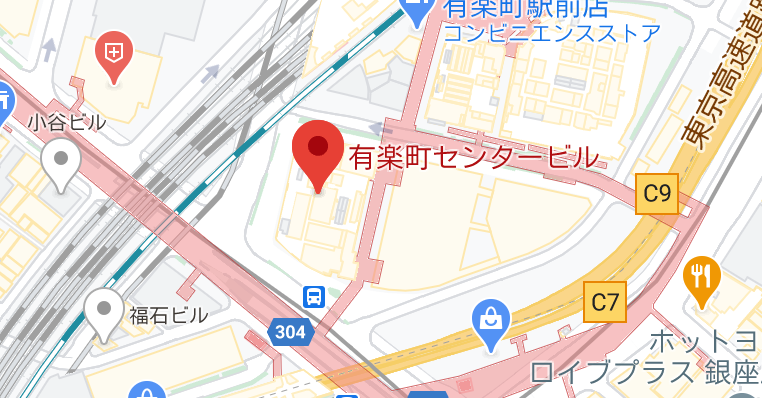 有楽町駅前店
コンビニエンスストア
東京高速道路
小谷ビル
有楽町センタービル
C9
C7
福石ビル
304
ホットヨ
ロイブプラス 銀座